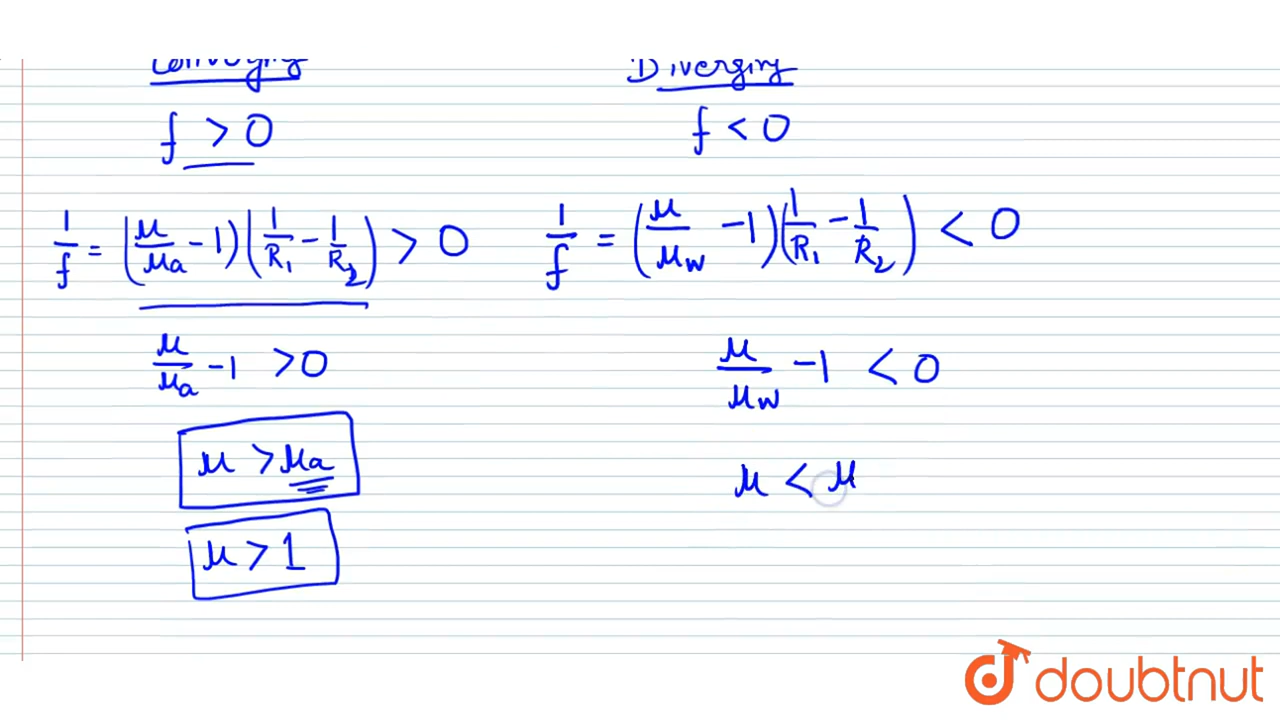 Converging
f > 0
1/f = (μ/μa - 1)(1/R1 - 1/R2) > 0
μ/μa - 1 > 0
μ > μa
μ > 1
Diverging
f < 0
1/f = (μ/μw - 1)(1/R1 - 1/R2) < 0
μ/μw - 1 < 0
μ < μ
doubtnut